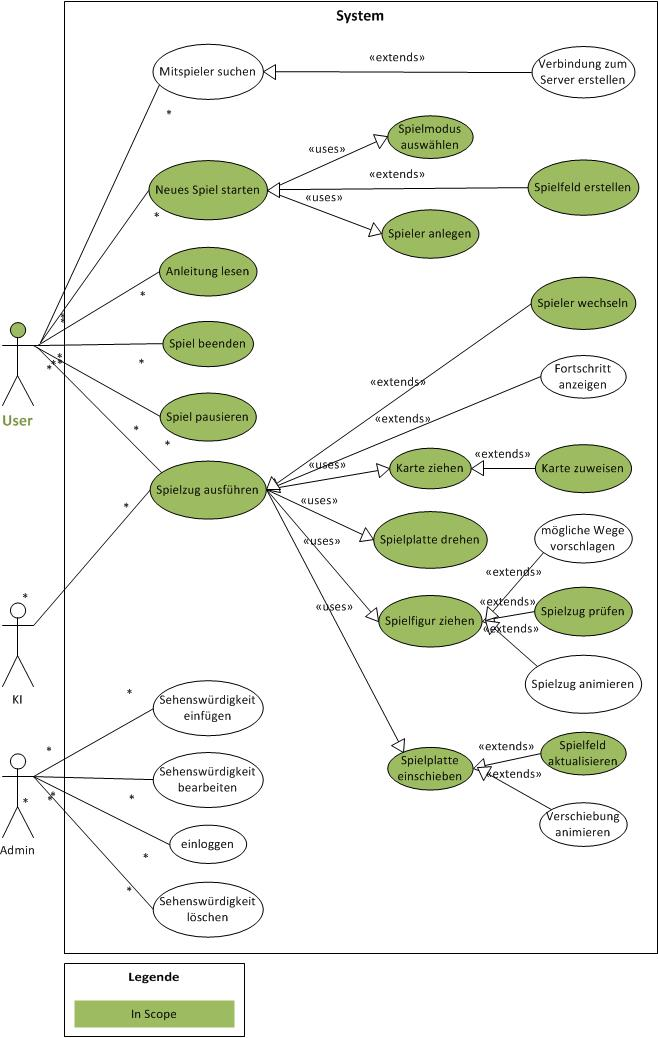 System
Mitspieler suchen
«extends»
Verbindung zum
Server erstellen
*
Spielmodus
auswählen
«uses»
Neues Spiel starten
«extends»
Spielfeld erstellen
«uses»
*
Spieler anlegen
Anleitung lesen
*
Spieler wechseln
*
*
User
Spiel beenden
*
*
*
*
*
Fortschritt
anzeigen
«extends»
Spiel pausieren
«extends»
*
*
Karte ziehen
«uses»
«extends»
Karte zuweisen
Spielzug ausführen
*
«uses»
Spielplatte drehen
«uses»
mögliche Wege
vorschlagen
«extends»
*
KI
«uses»
Spielfigur ziehen
«extends»
Spielzug prüfen
«extends»
Spielzug animieren
*
Sehenswürdigkeit
einfügen
*
Admin
Spielplatte
einschieben
«extends»
Spielfeld
aktualisieren
«extends»
Sehenswürdigkeit
bearbeiten
*
*
*
*
Verschiebung
animieren
einloggen
*
*
Sehenswürdigkeit
löschen
Legende
In Scope